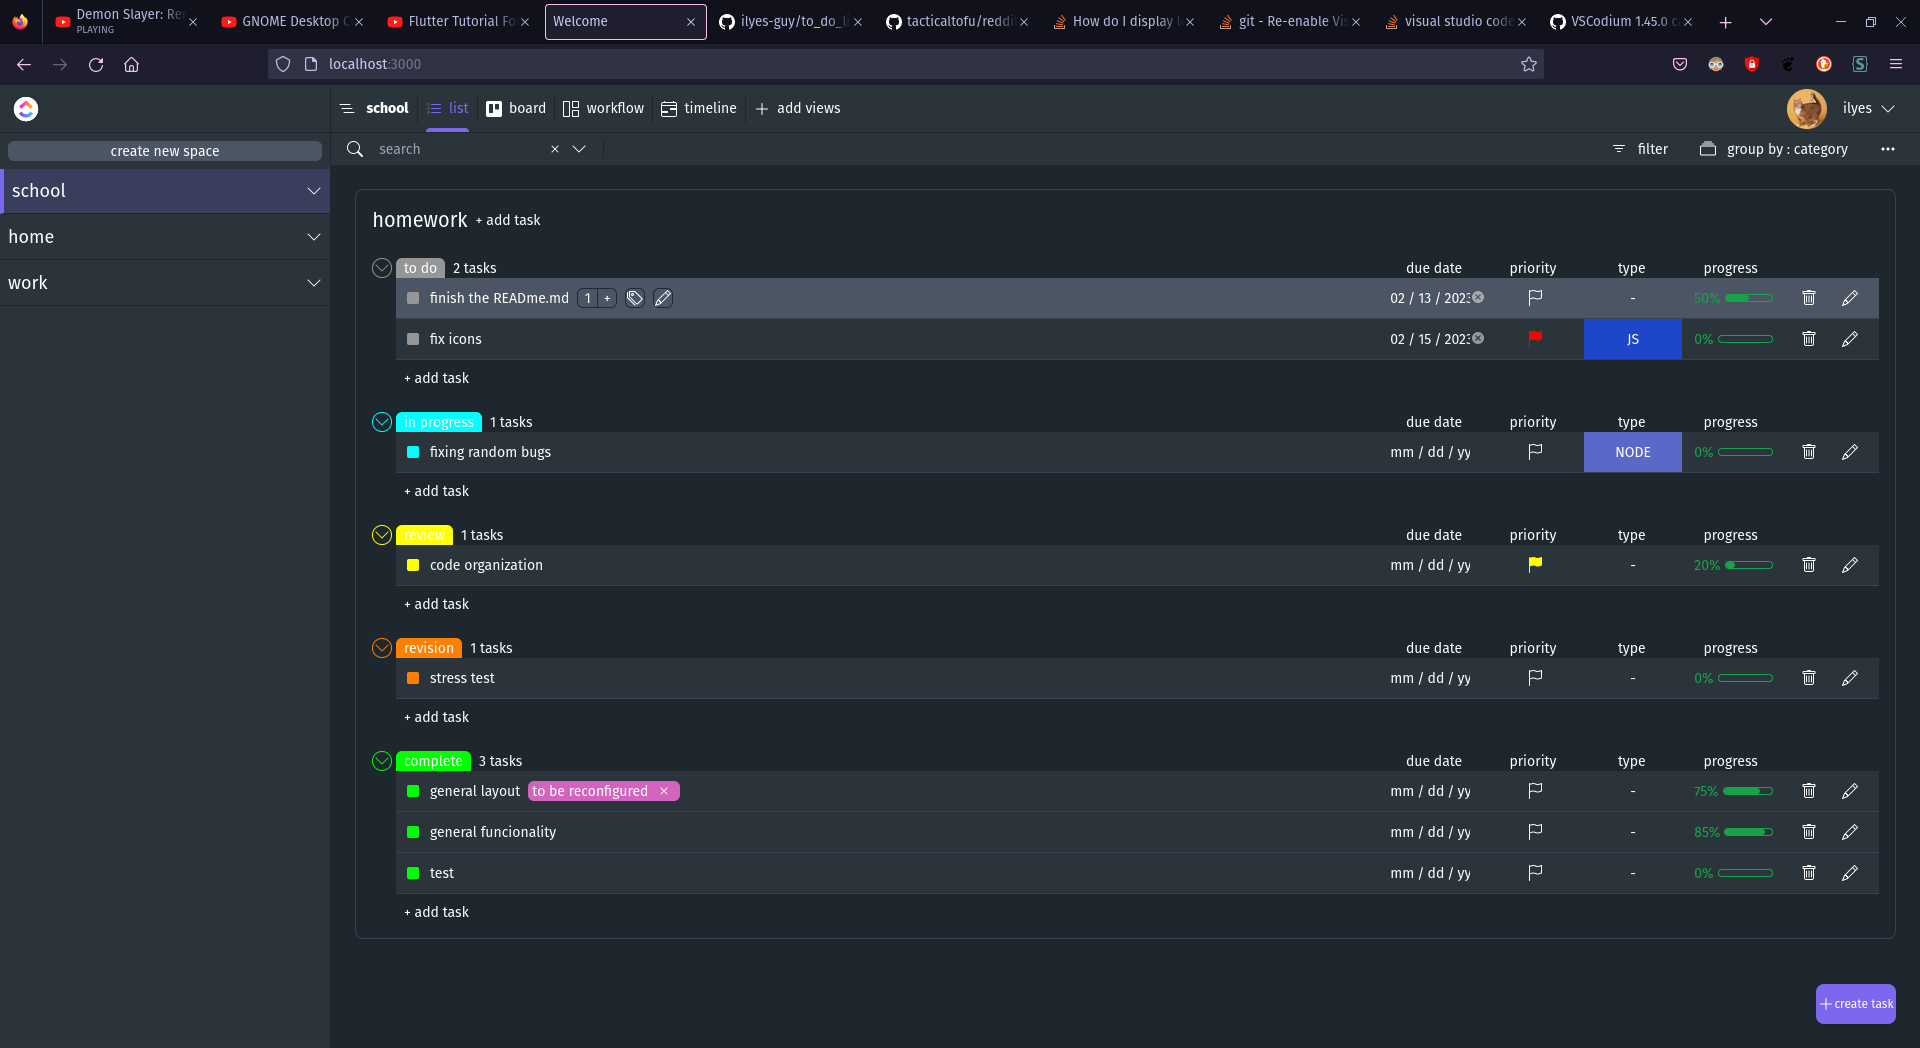 Demon Slayer: Re
PLAYING
GNOME Desktop C
Flutter Tutorial Fo
Welcome
ilyes-guy/to_do_li
tacticaltofu/reddi
How do I display l
git - Re-enable Vis
visual studio code
VSCodium 1.45.0 c
localhost:3000
school
list
board
workflow
timeline
add views
ilyes
create new space
search
filter
group by : category
school
home
work
homework + add task
to do 2 tasks due date priority type progress
finish the READme.md 1 + 02 / 13 / 2023 - 50%
fix icons 02 / 15 / 2023 JS 0%
+ add task
in progress 1 tasks due date priority type progress
fixing random bugs mm / dd / yy NODE 0%
+ add task
review 1 tasks due date priority type progress
code organization mm / dd / yy - 20%
+ add task
revision 1 tasks due date priority type progress
stress test mm / dd / yy - 0%
+ add task
complete 3 tasks due date priority type progress
general layout to be reconfigured mm / dd / yy - 75%
general funcionality mm / dd / yy - 85%
test mm / dd / yy - 0%
+ add task
create task